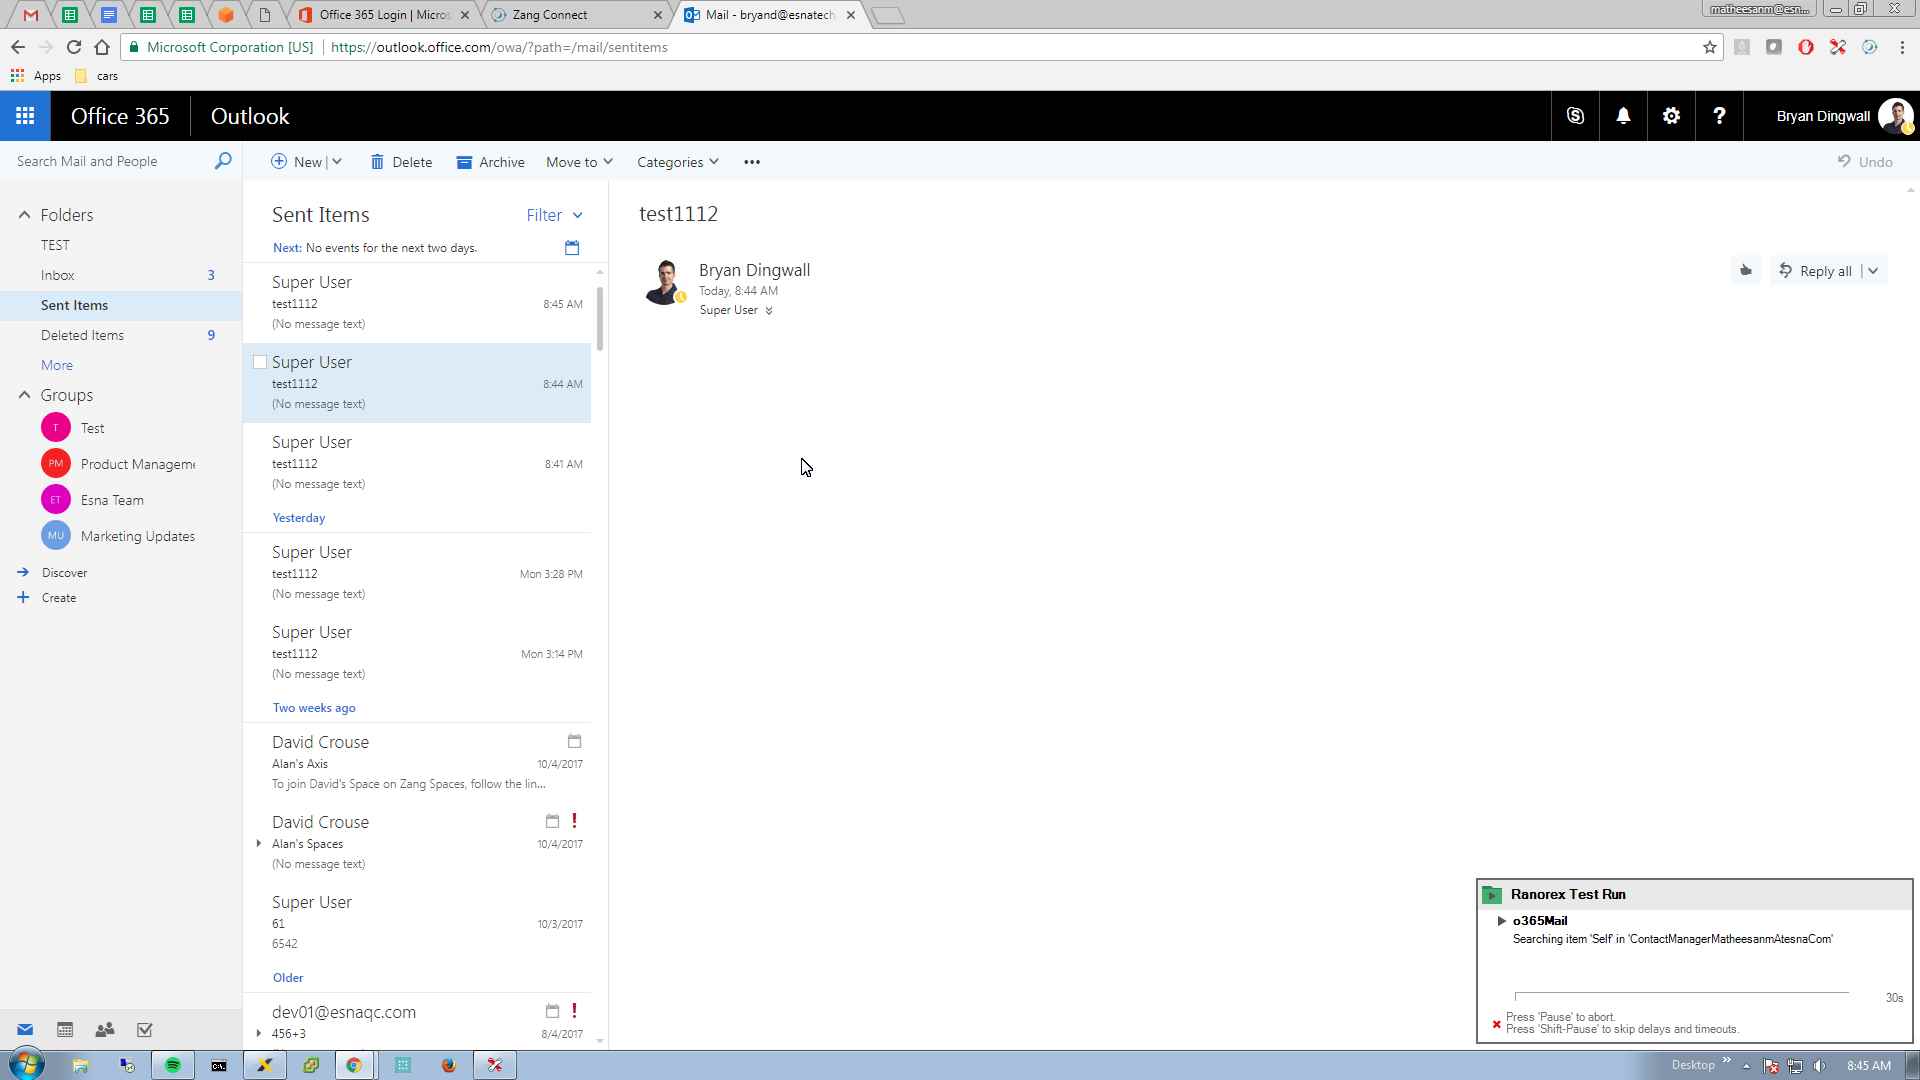 Office 365 Login | Micros
Zang Connect
Mail - bryand@esnatech
matheesanm@esn...
Microsoft Corporation [US]
https://outlook.office.com/owa/?path=/mail/sentitems
Apps
cars
Office 365
Outlook
Bryan Dingwall
Search Mail and People
New
Delete
Archive
Move to
Categories
Undo
Folders
TEST
Inbox 3
Sent Items
Deleted Items 9
More
Groups
T Test
PM Product Manageme
ET Esna Team
MU Marketing Updates
Discover
Create
Sent Items
Filter
Next: No events for the next two days.
Super User
test1112 8:45 AM
(No message text)
Super User
test1112 8:44 AM
(No message text)
Super User
test1112 8:41 AM
(No message text)
Yesterday
Super User
test1112 Mon 3:28 PM
(No message text)
Super User
test1112 Mon 3:14 PM
(No message text)
Two weeks ago
David Crouse
Alan's Axis 10/4/2017
To join David's Space on Zang Spaces, follow the lin...
David Crouse
Alan's Spaces 10/4/2017
(No message text)
Super User
61 10/3/2017
6542
Older
dev01@esnaqc.com
456+3 8/4/2017
test1112
Bryan Dingwall
Today, 8:44 AM
Super User
Reply all
Ranorex Test Run
o365Mail
Searching item 'Self' in 'ContactManagerMatheesanmAtesnaCom'
30s
Press 'Pause' to abort.
Press 'Shift-Pause' to skip delays and timeouts.
Desktop
8:45 AM